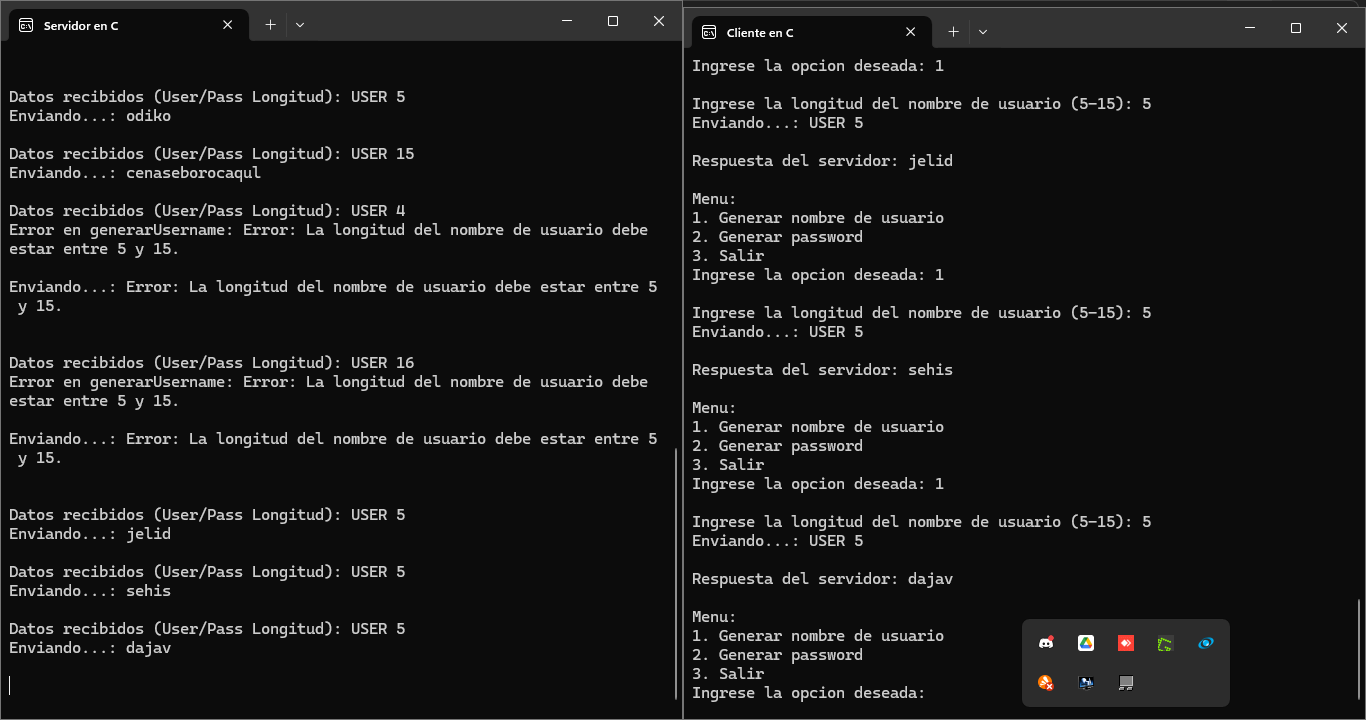 Servidor en C
Datos recibidos (User/Pass Longitud): USER 5
Enviando...: odiko
Datos recibidos (User/Pass Longitud): USER 15
Enviando...: cenaseborocaqul
Datos recibidos (User/Pass Longitud): USER 4
Error en generarUsername: Error: La longitud del nombre de usuario debe
estar entre 5 y 15.
Enviando...: Error: La longitud del nombre de usuario debe estar entre 5
y 15.
Datos recibidos (User/Pass Longitud): USER 16
Error en generarUsername: Error: La longitud del nombre de usuario debe
estar entre 5 y 15.
Enviando...: Error: La longitud del nombre de usuario debe estar entre 5
y 15.
Datos recibidos (User/Pass Longitud): USER 5
Enviando...: jelid
Datos recibidos (User/Pass Longitud): USER 5
Enviando...: sehis
Datos recibidos (User/Pass Longitud): USER 5
Enviando...: dajav
Cliente en C
Ingrese la opcion deseada: 1
Ingrese la longitud del nombre de usuario (5-15): 5
Enviando...: USER 5
Respuesta del servidor: jelid
Menu:
1. Generar nombre de usuario
2. Generar password
3. Salir
Ingrese la opcion deseada: 1
Ingrese la longitud del nombre de usuario (5-15): 5
Enviando...: USER 5
Respuesta del servidor: sehis
Menu:
1. Generar nombre de usuario
2. Generar password
3. Salir
Ingrese la opcion deseada: 1
Ingrese la longitud del nombre de usuario (5-15): 5
Enviando...: USER 5
Respuesta del servidor: dajav
Menu:
1. Generar nombre de usuario
2. Generar password
3. Salir
Ingrese la opcion deseada: